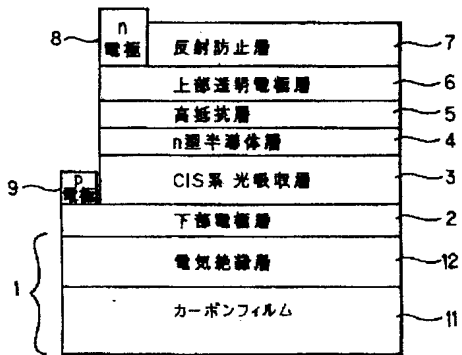 8
n
電極
反射防止層
7
上部透明電極層
6
高抵抗層
5
n型半導体層
4
9
p
電極
CIS系 光吸収層
3
下部電極層
2
1
電気絶縁層
12
カーボンフィルム
11